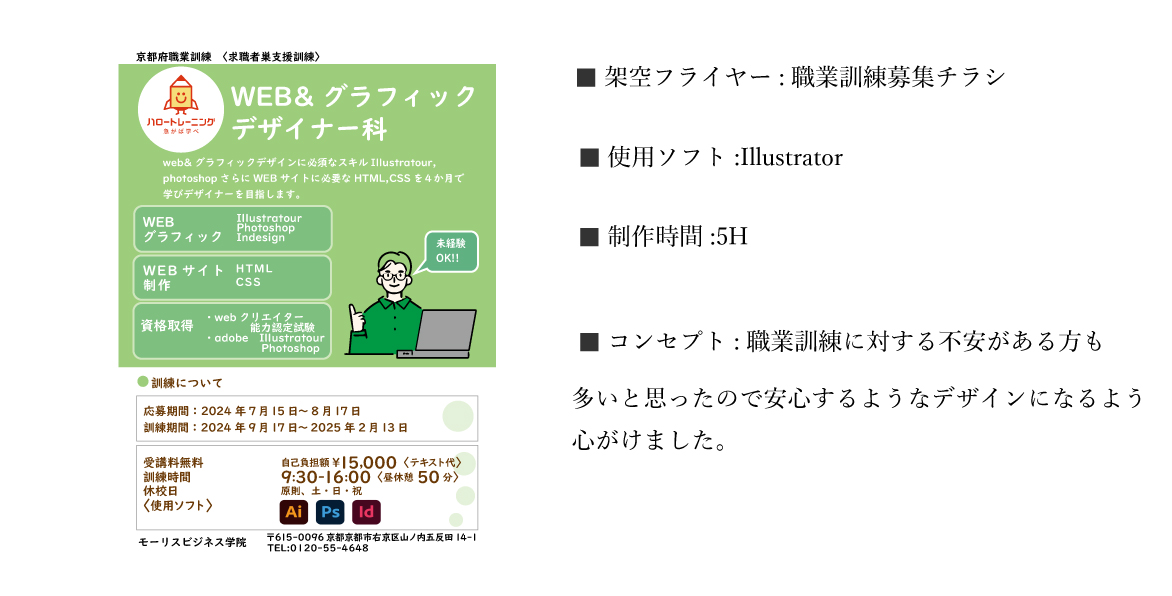 京都府職業訓練 〈求職者巣支援訓練〉
ハロートレーニング
急がば学べ
WEB& グラフィック
デザイナー科
web& グラフィックデザインに必須なスキル Illustratour,
photoshop さらに WEB サイトに必要な HTML,CSS を 4 か月で
学びデザイナーを目指します。
WEB
グラフィック
Illustratour
Photoshop
Indesign
WEB サイト
制作
HTML
CSS
資格取得
・web クリエイター
能力認定試験
・adobe Illustratour
Photoshop
未経験
OK!!
●訓練について
応募期間：2024 年 7 月 15 日〜 8 月 17 日
訓練期間：2024 年 9 月 17日〜 2025 年 2 月 13 日
受講料無料 自己負担額 ¥15,000 〈テキスト代〉
訓練時間 9:30-16:00 〈昼休憩 50 分〉
休校日 原則、土・日・祝
〈使用ソフト〉 Ai Ps Id
モーリスビジネス学院
〒615-0096 京都京都市右京区山ノ内五反田 14-1
TEL:0120-55-4648
■ 架空フライヤー : 職業訓練募集チラシ
■ 使用ソフト :Illustrator
■ 制作時間 :5H
■ コンセプト : 職業訓練に対する不安がある方も
多いと思ったので安心するようなデザインになるよう
心がけました。